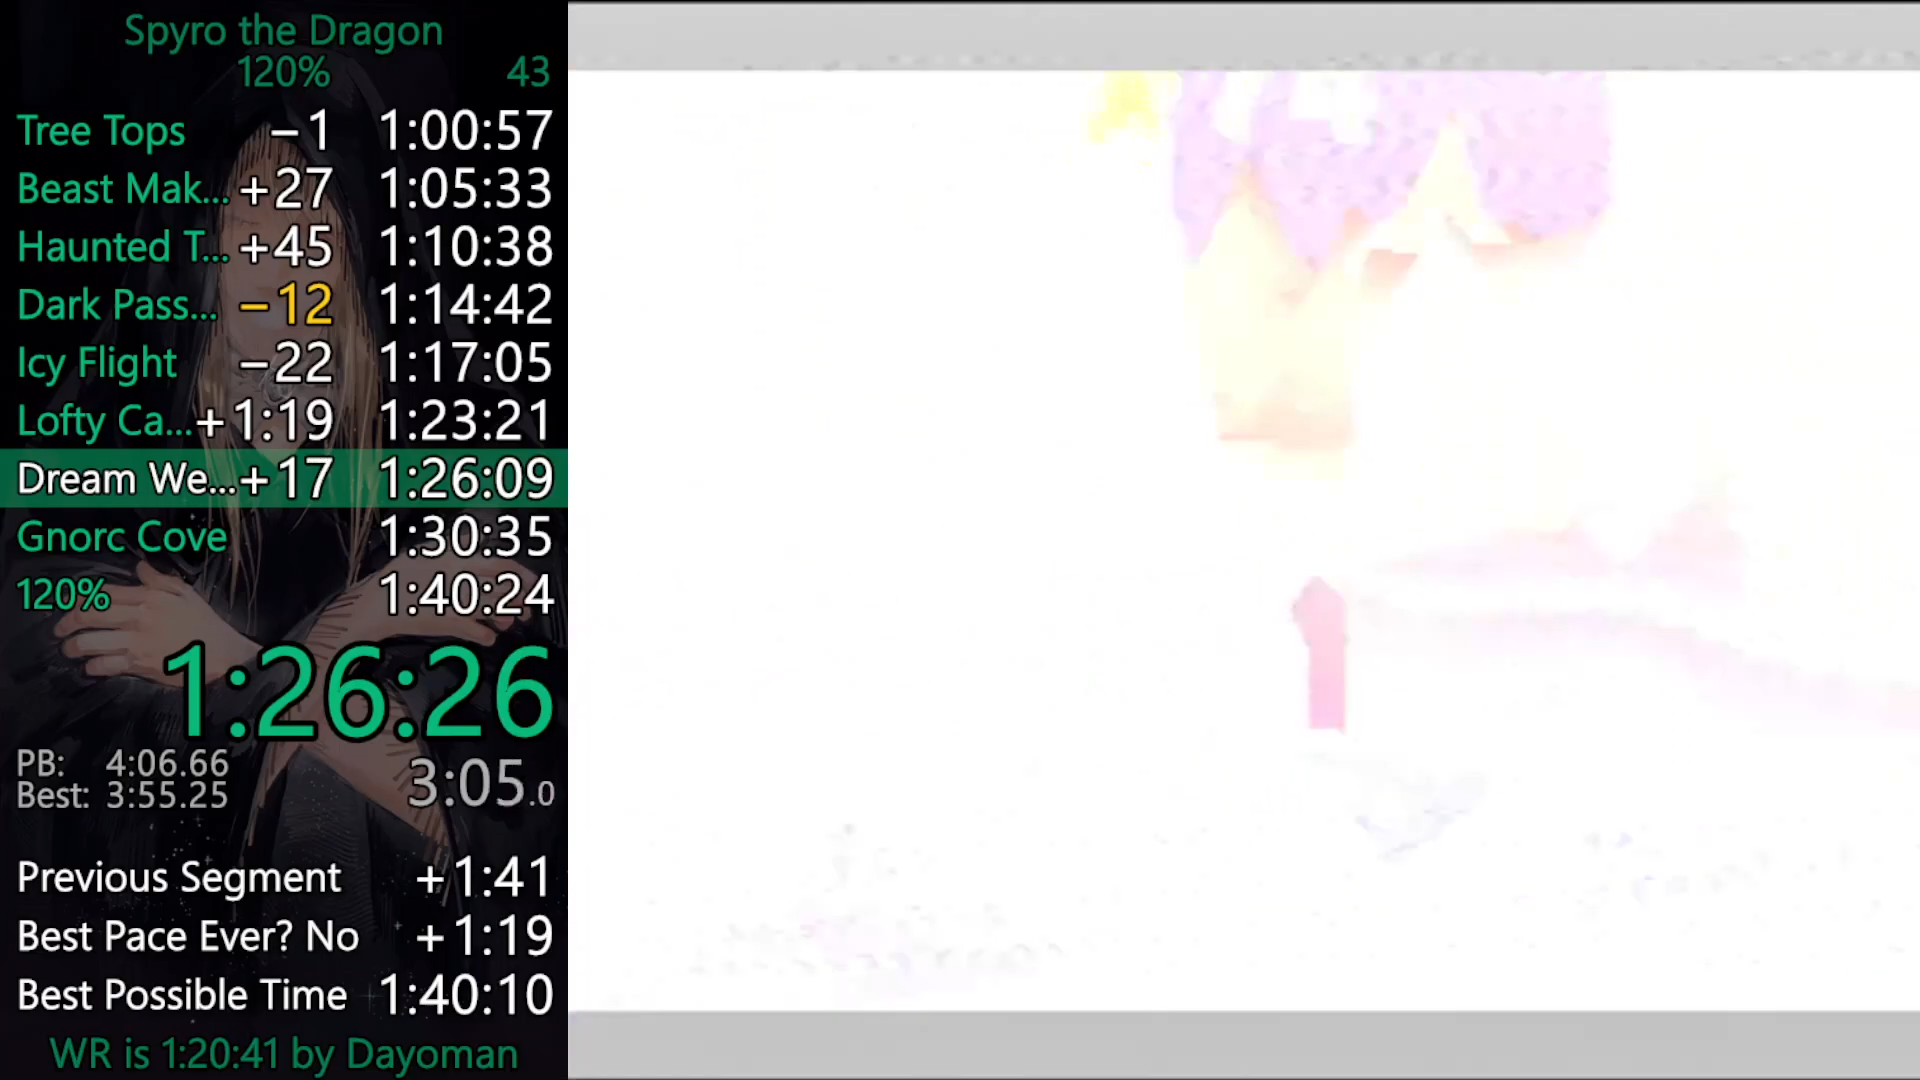 Spyro the Dragon
120% 43
Tree Tops −1 1:00:57
Beast Mak... +27 1:05:33
Haunted T... +45 1:10:38
Dark Pass... −12 1:14:42
Icy Flight −22 1:17:05
Lofty Ca... +1:19 1:23:21
Dream We... +17 1:26:09
Gnorc Cove 1:30:35
120% 1:40:24
1:26:26
PB: 4:06.66
Best: 3:55.25 3:05.0
Previous Segment +1:41
Best Pace Ever? No +1:19
Best Possible Time 1:40:10
WR is 1:20:41 by Dayoman